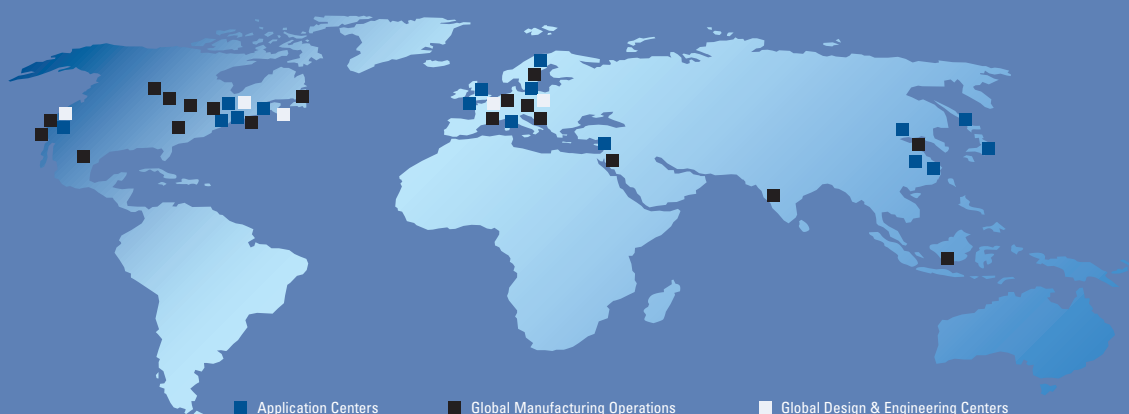 Application Centers
Global Manufacturing Operations
Global Design & Engineering Centers